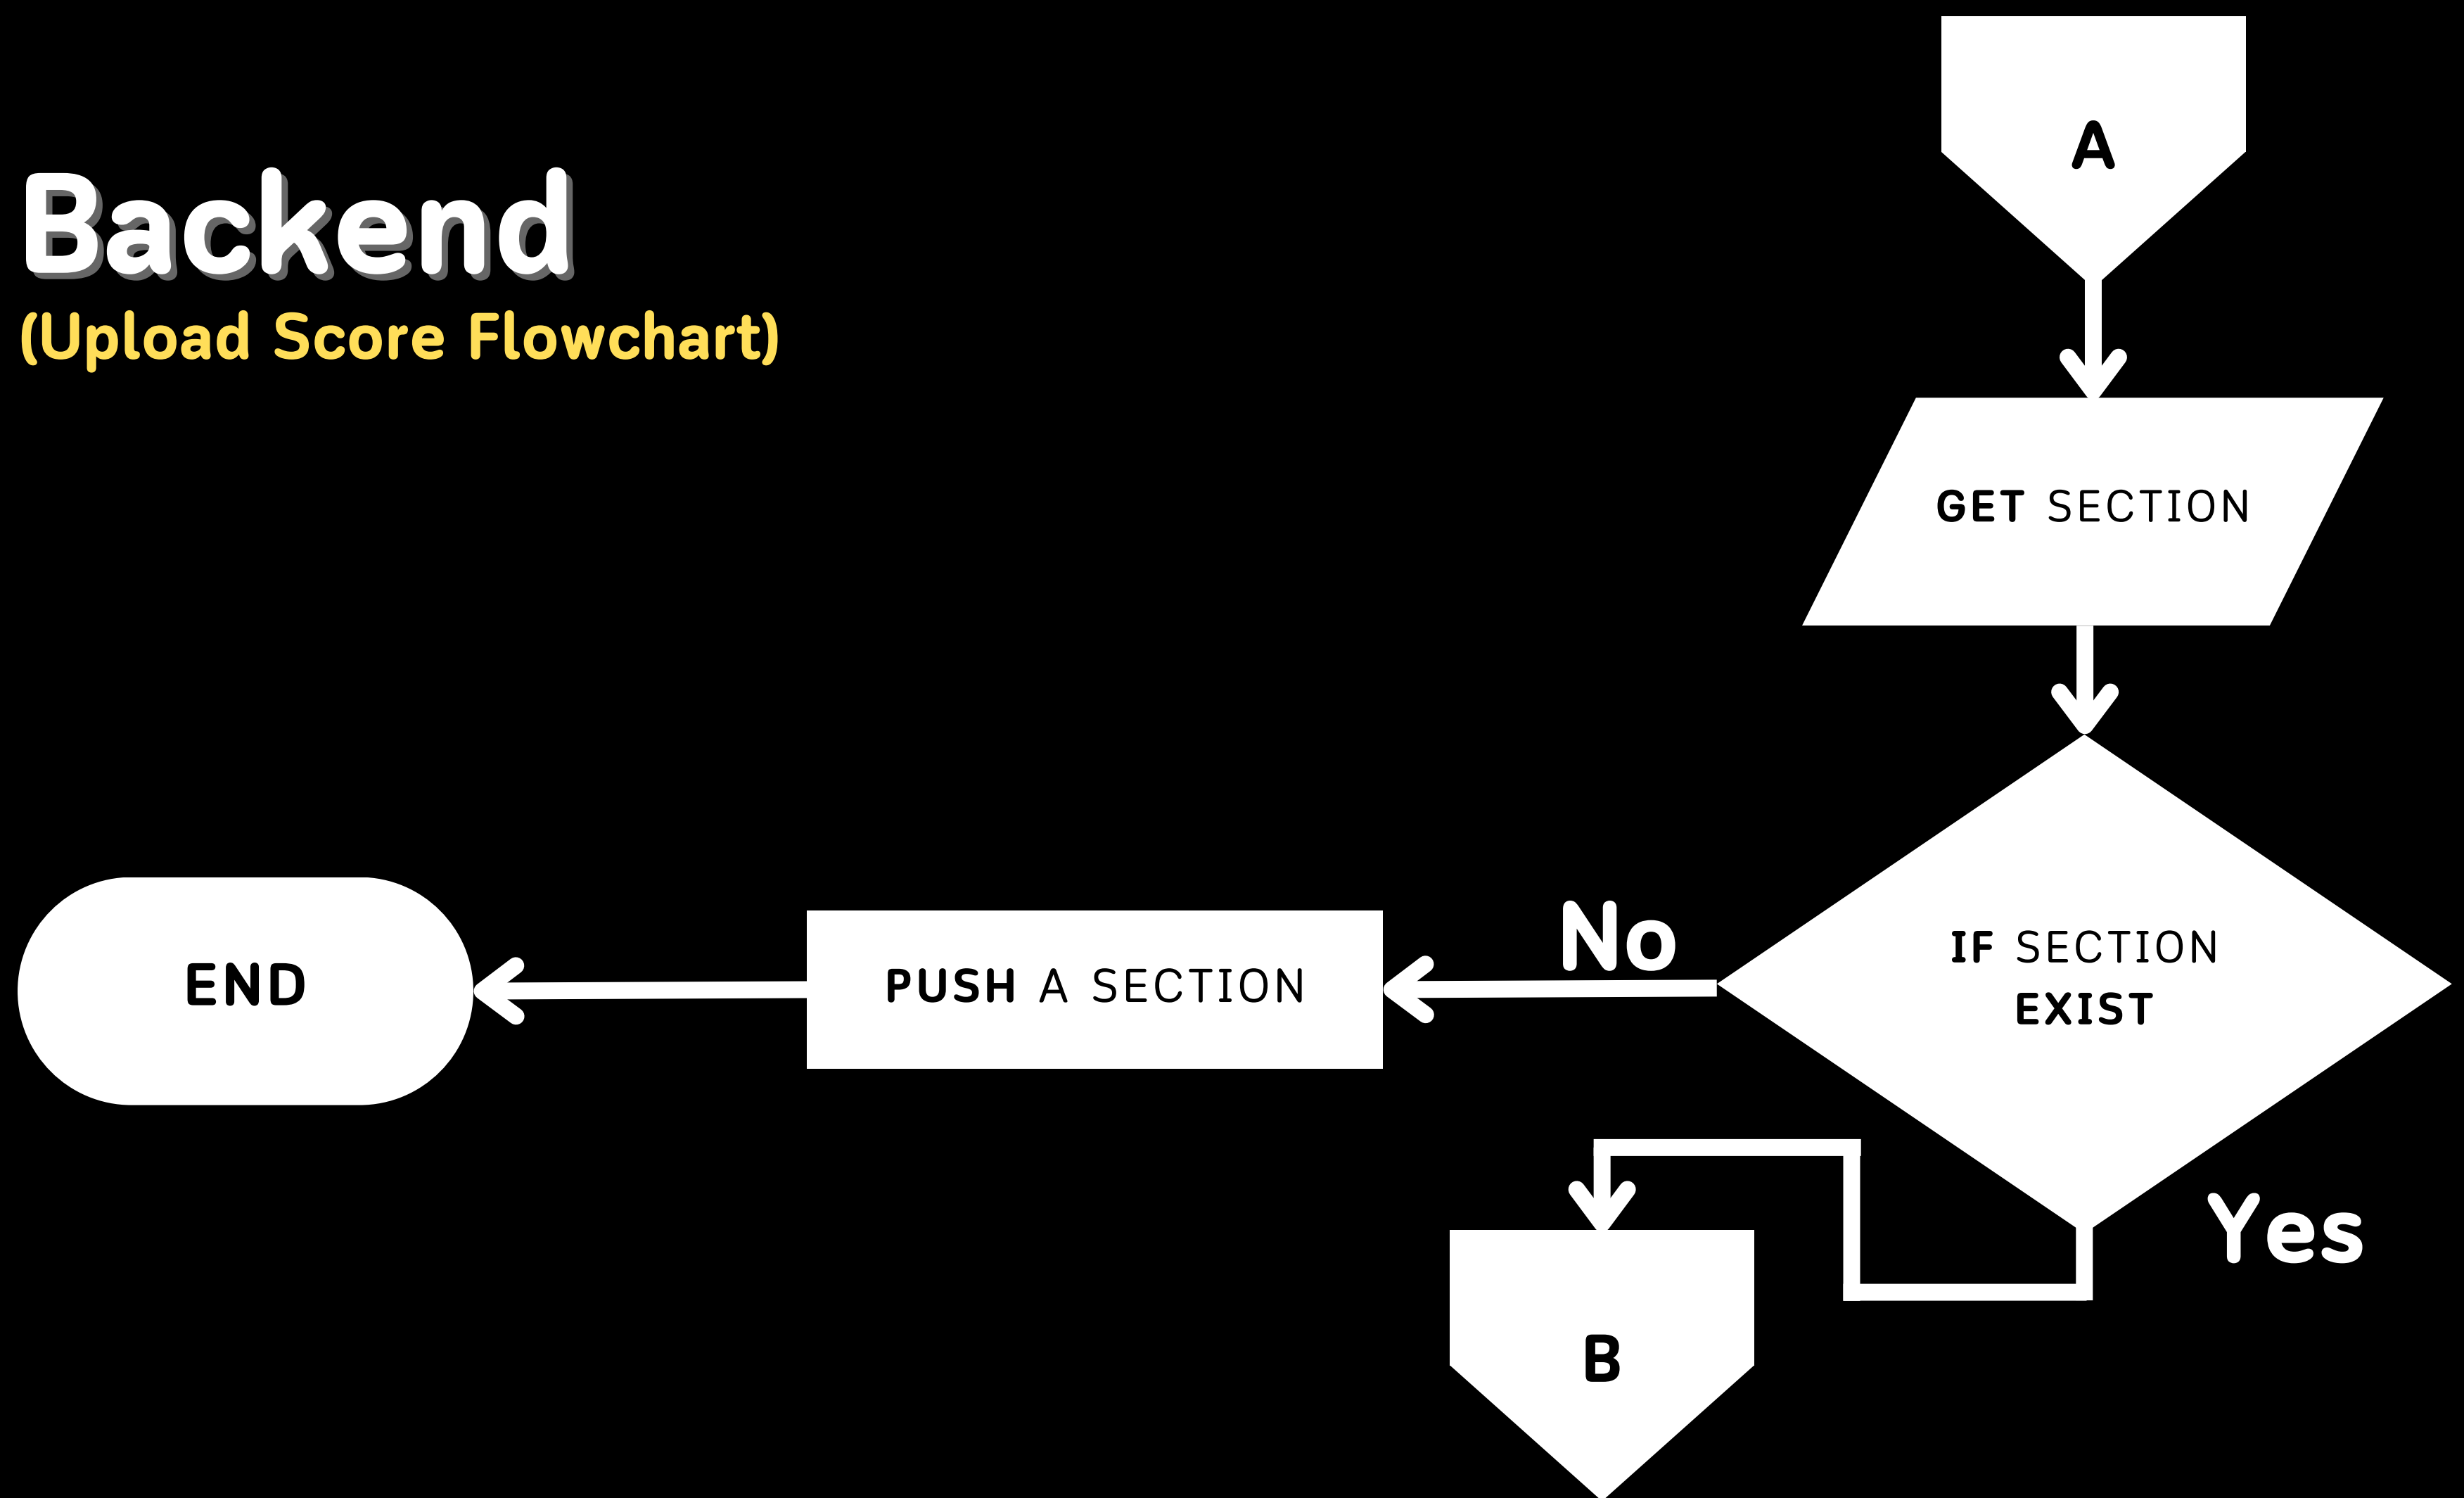 Backend
(Upload Score Flowchart)
A
GET SECTION
IF SECTION
EXIST
No
PUSH A SECTION
END
Yes
B